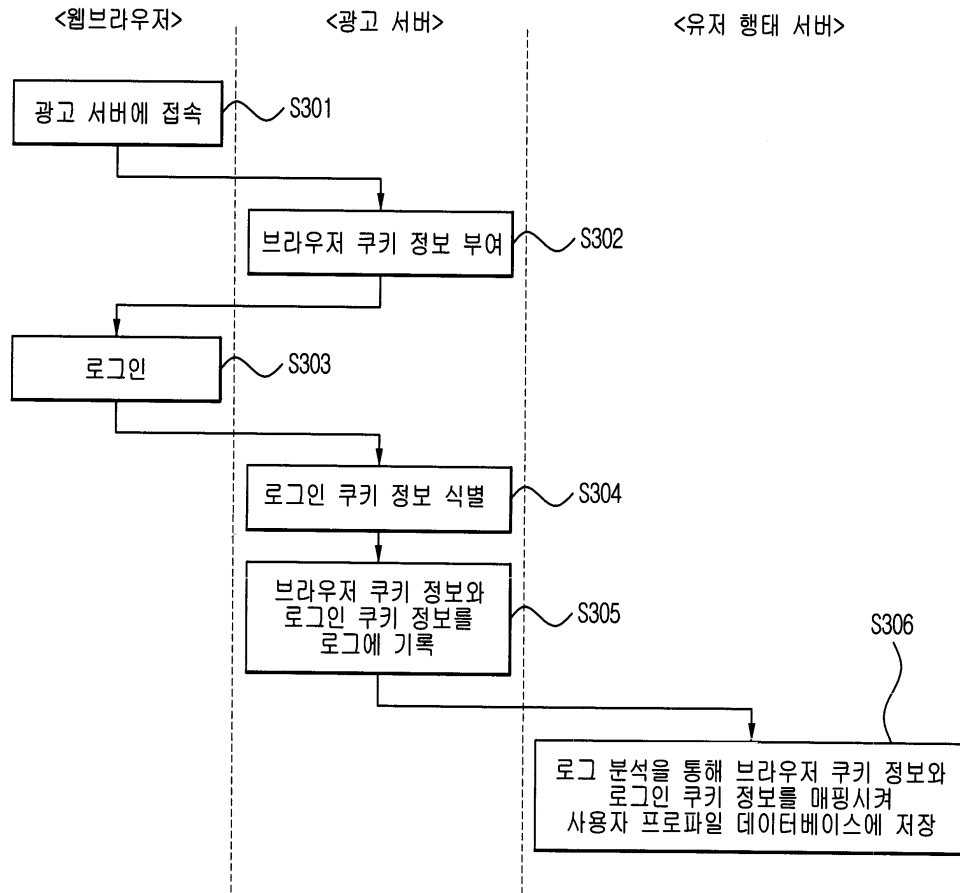 <웹브라우저>
<광고 서버>
<유저 행태 서버>
광고 서버에 접속
S301
브라우저 쿠키 정보 부여
S302
로그인
S303
로그인 쿠키 정보 식별
S304
브라우저 쿠키 정보와
로그인 쿠키 정보를
로그에 기록
S305
S306
로그 분석을 통해 브라우저 쿠키 정보와
로그인 쿠키 정보를 매핑시켜
사용자 프로파일 데이터베이스에 저장